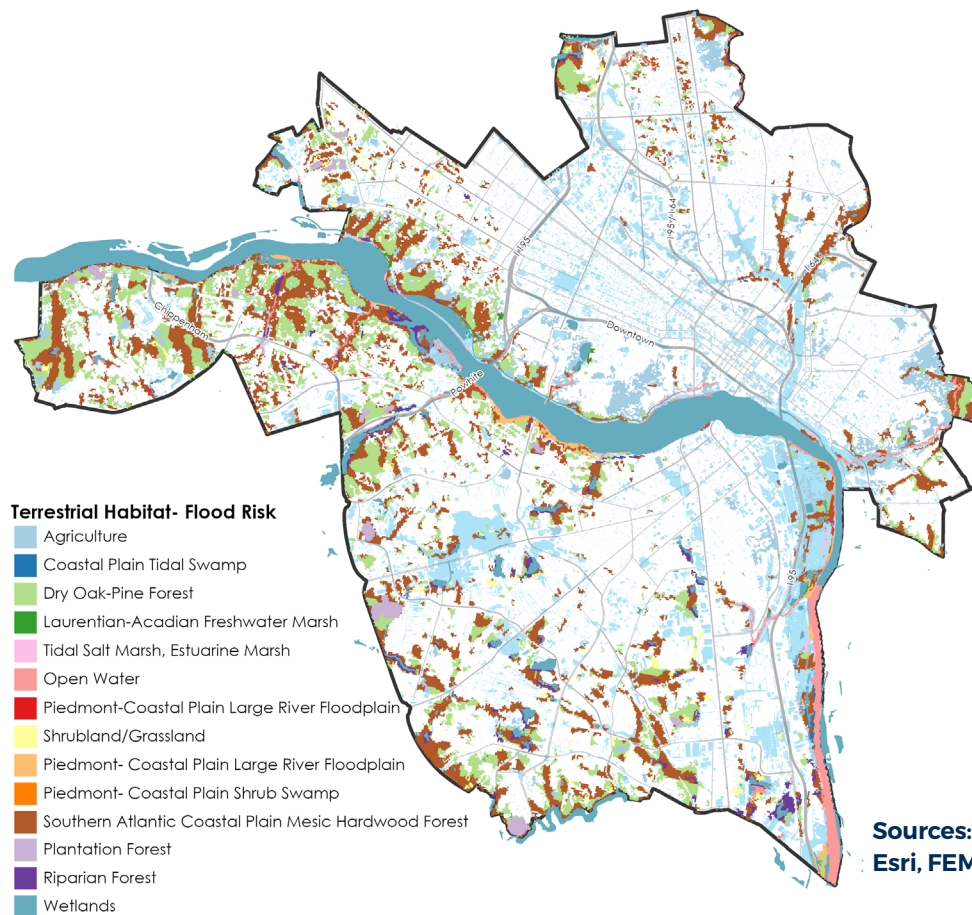 I-95
I-95 / I-64
I-64
Chippenham
Downtown
Powhite
I-95
Terrestrial Habitat- Flood Risk
Agriculture
Coastal Plain Tidal Swamp
Dry Oak-Pine Forest
Laurentian-Acadian Freshwater Marsh
Tidal Salt Marsh, Estuarine Marsh
Open Water
Piedmont-Coastal Plain Large River Floodplain
Shrubland/Grassland
Piedmont- Coastal Plain Large River Floodplain
Piedmont- Coastal Plain Shrub Swamp
Southern Atlantic Coastal Plain Mesic Hardwood Forest
Plantation Forest
Riparian Forest
Wetlands
Sources:
Esri, FEM